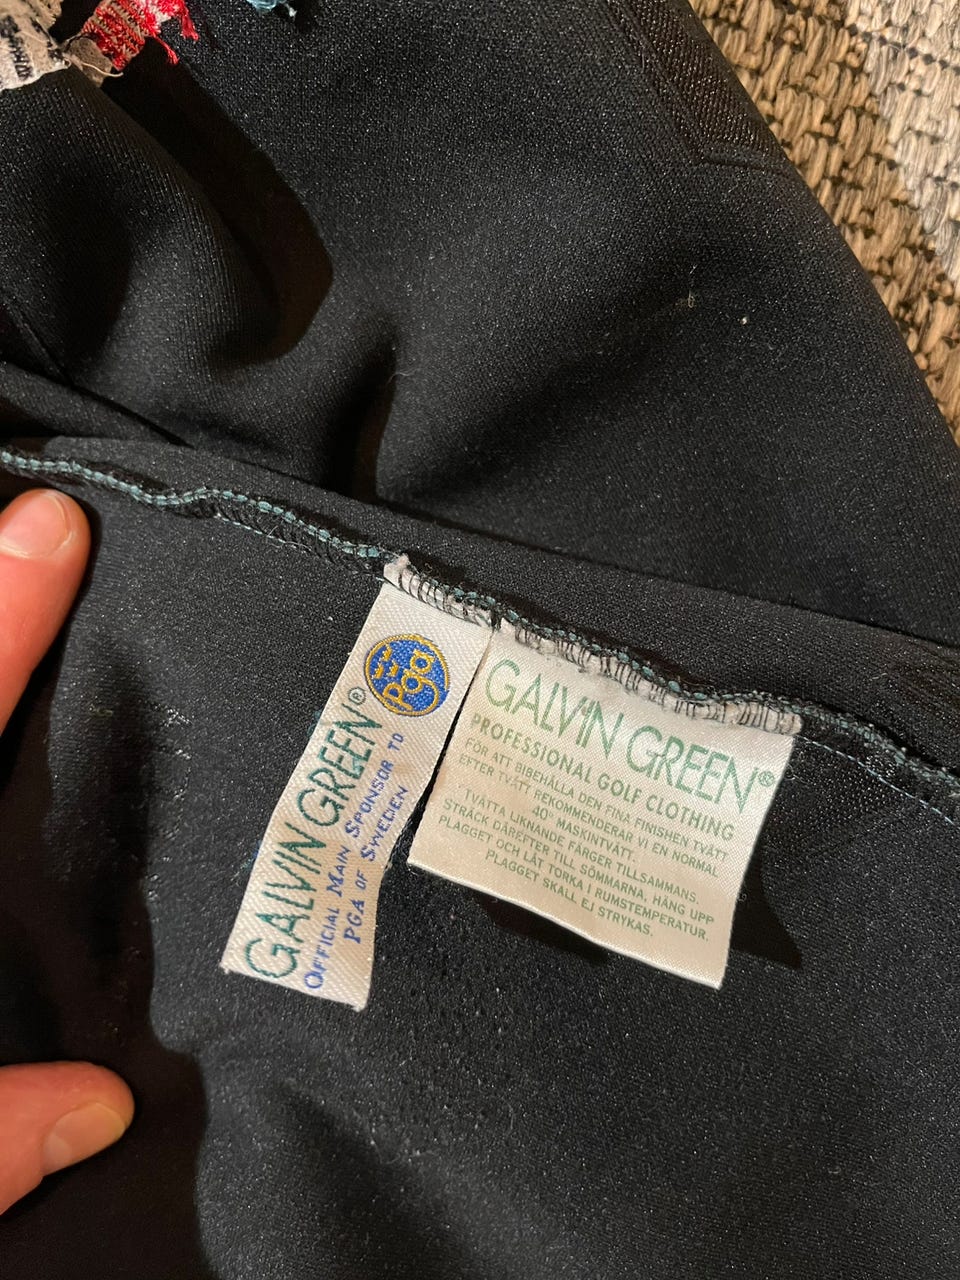 GALVIN GREEN®
OFFICIAL MAIN SPONSOR TO
PGA OF SWEDEN
pga
GALVIN GREEN®
PROFESSIONAL GOLF CLOTHING
FÖR ATT BIBEHÅLLA DEN FINA FINISHEN TVÄTT
EFTER TVÄTT REKOMMENDERAR VI EN NORMAL
40° MASKINTVÄTT.
TVÄTTA LIKNANDE FÄRGER TILLSAMMANS.
STRÄCK DÄREFTER TILL SÖMMARNA, HÄNG UPP
PLAGGET OCH LÅT TORKA I RUMSTEMPERATUR.
PLAGGET SKALL EJ STRYKAS.